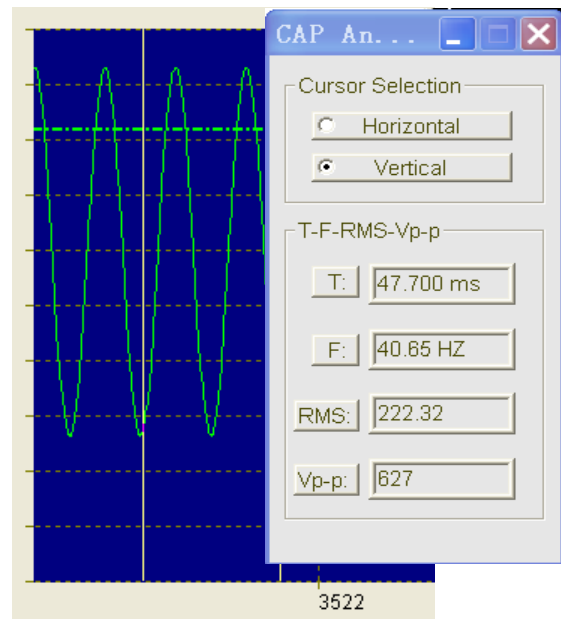 CAP An...
Cursor Selection
Horizontal
Vertical
T-F-RMS-Vp-p
T: 47.700 ms
F: 40.65 HZ
RMS: 222.32
Vp-p: 627
3522